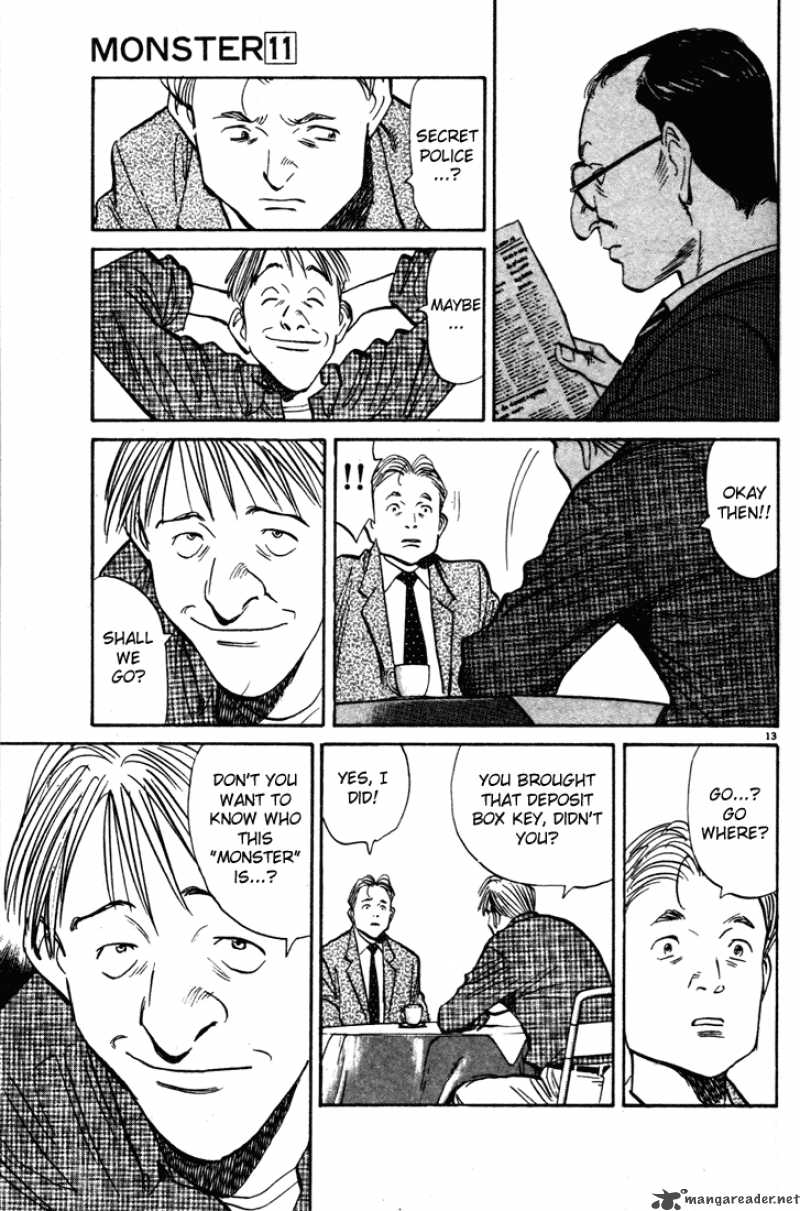 MONSTER 11
SECRET
POLICE
...?
MAYBE
...
OKAY
THEN!!
!!
SHALL
WE
GO?
13
GO...?
GO
WHERE?
YOU BROUGHT
THAT DEPOSIT
BOX KEY, DIDN'T
YOU?
YES, I
DID!
DON'T YOU
WANT TO
KNOW WHO
THIS
"MONSTER"
IS...?
mangareader.net